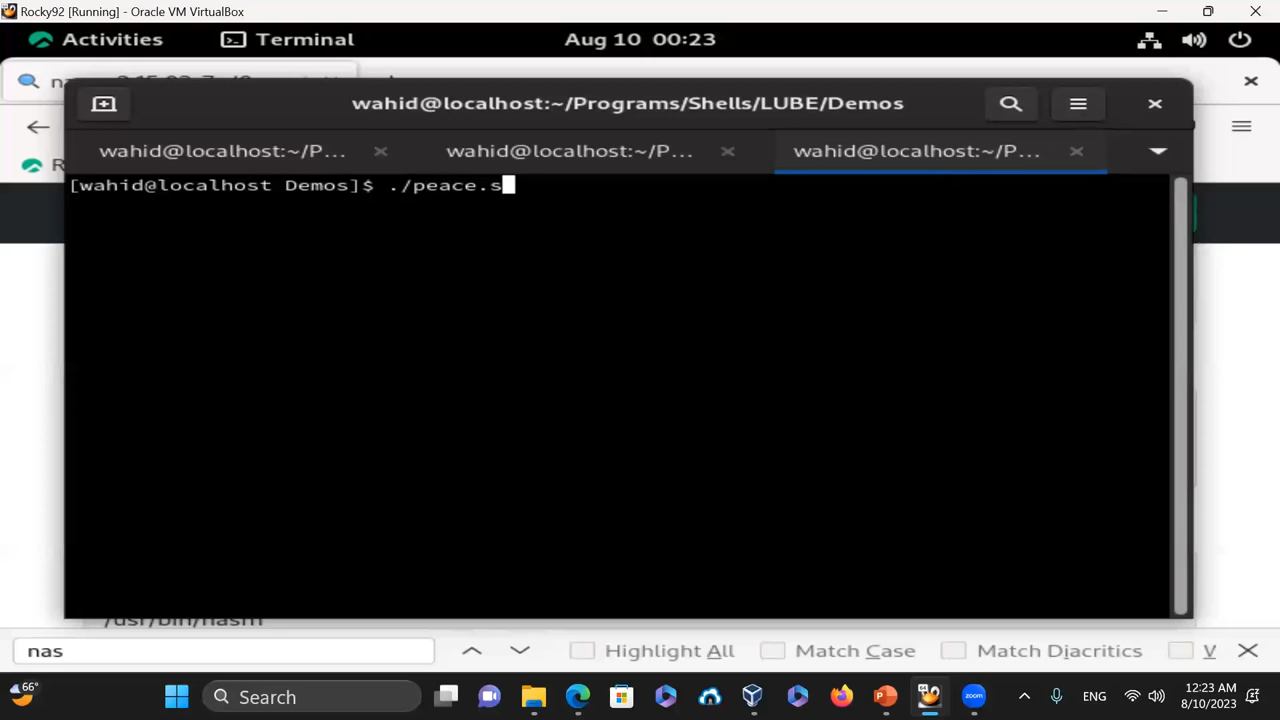 Rocky92 [Running] - Oracle VM VirtualBox
Activities Terminal Aug 10 00:23
wahid@localhost:~/Programs/Shells/LUBE/Demos
wahid@localhost:~/P... wahid@localhost:~/P... wahid@localhost:~/P...
[wahid@localhost Demos]$ ./peace.s
/usr/bin/nasm
nas Highlight All Match Case Match Diacritics
66°
Search
ENG
12:23 AM
8/10/2023
zoom